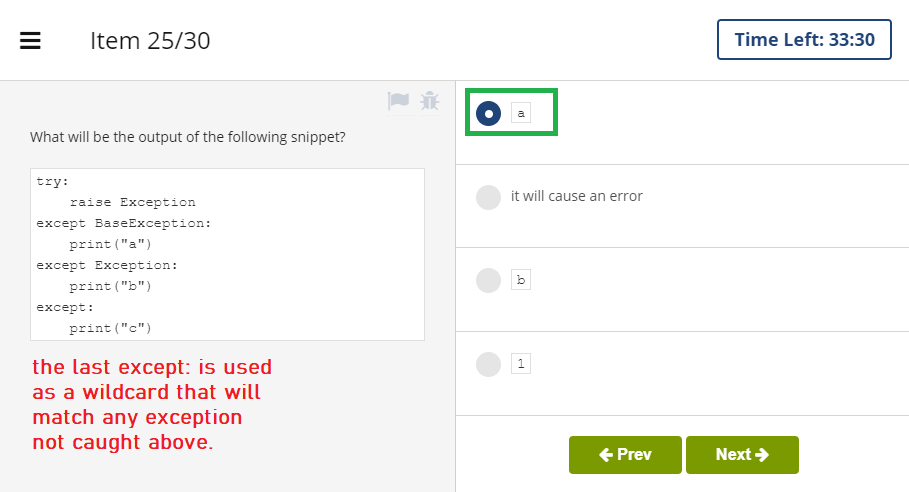 Item 25/30
Time Left: 33:30
What will be the output of the following snippet?
try:
    raise Exception
except BaseException:
    print("a")
except Exception:
    print("b")
except:
    print("c")
the last except: is used
as a wildcard that will
match any exception
not caught above.
a
it will cause an error
b
1
Prev
Next